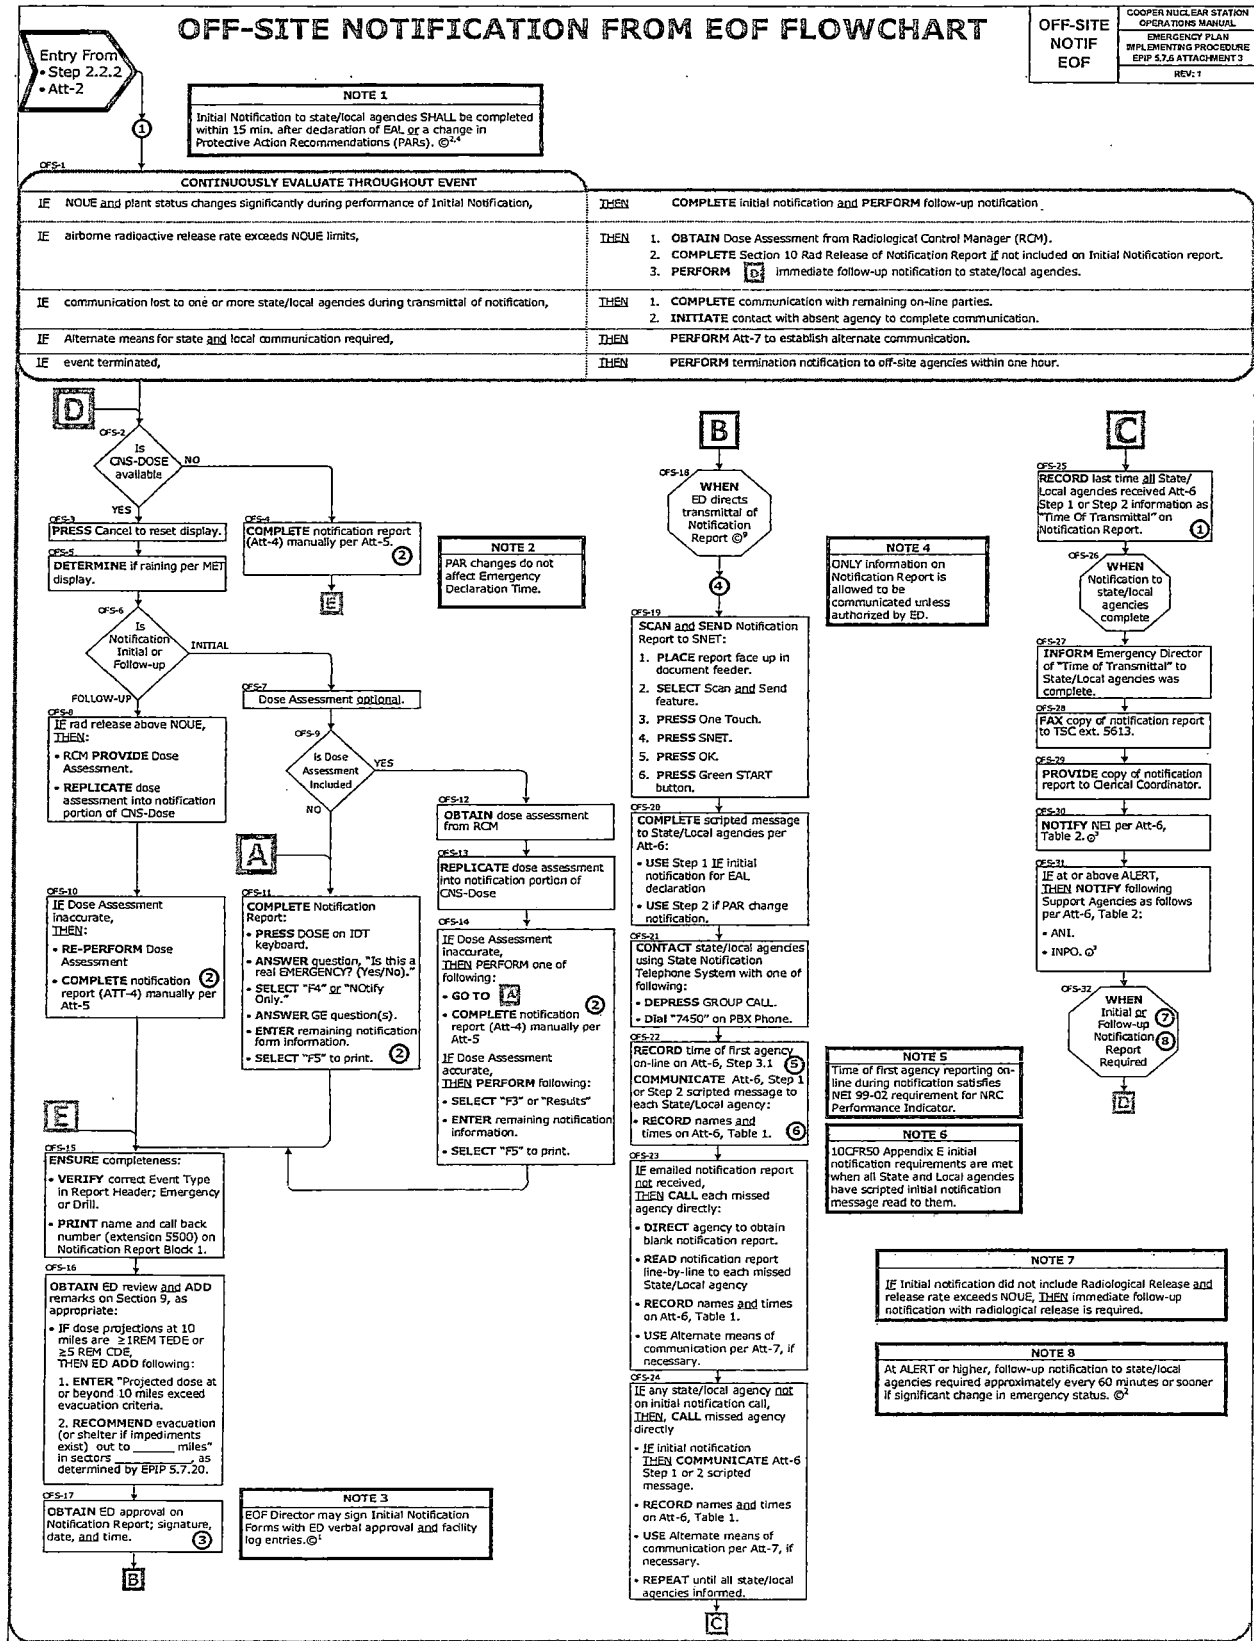 OFF-SITE NOTIFICATION FROM EOF FLOWCHART
OFF-SITE
NOTIF
EOF
COOPER NUCLEAR STATION
OPERATIONS MANUAL
EMERGENCY PLAN
IMPLEMENTING PROCEDURE
EPIP 5.7.6 ATTACHMENT 3
REV: 1
Entry From
• Step 2.2.2
• Att-2
1
NOTE 1
Initial Notification to state/local agencies SHALL be completed
within 15 min. after declaration of EAL or a change in
Protective Action Recommendations (PARs). ©2,4
OFS-1
CONTINUOUSLY EVALUATE THROUGHOUT EVENT
IF NOUE and plant status changes significantly during performance of Initial Notification,
THEN COMPLETE initial notification and PERFORM follow-up notification
IF airborne radioactive release rate exceeds NOUE limits,
THEN 1. OBTAIN Dose Assessment from Radiological Control Manager (RCM).
2. COMPLETE Section 10 Rad Release of Notification Report if not included on Initial Notification report.
3. PERFORM D immediate follow-up notification to state/local agencies.
IF communication lost to one or more state/local agencies during transmittal of notification,
THEN 1. COMPLETE communication with remaining on-line parties.
2. INITIATE contact with absent agency to complete communication.
IF Alternate means for state and local communication required,
THEN PERFORM Att-7 to establish alternate communication.
IF event terminated,
THEN PERFORM termination notification to off-site agencies within one hour.
D
OFS-2
Is
CNS-DOSE
available
NO
YES
OFS-3
PRESS Cancel to reset display.
OFS-4
COMPLETE notification report
(Att-4) manually per Att-5.
2
E
OFS-5
DETERMINE if raining per MET
display.
NOTE 2
PAR changes do not
affect Emergency
Declaration Time.
OFS-6
Is
Notification
Initial or
Follow-up
INITIAL
FOLLOW-UP
OFS-7
Dose Assessment optional.
OFS-8
IF rad release above NOUE,
THEN:
• RCM PROVIDE Dose
Assessment.
• REPLICATE dose
assessment into notification
portion of CNS-Dose
OFS-9
Is Dose
Assessment
Included
YES
NO
A
OFS-10
IF Dose Assessment
inaccurate,
THEN:
• RE-PERFORM Dose
Assessment
• COMPLETE notification
report (ATT-4) manually per
Att-5
2
OFS-11
COMPLETE Notification
Report:
• PRESS DOSE on IDT
keyboard.
• ANSWER question, "Is this a
real EMERGENCY? (Yes/No)."
• SELECT "F4" or "NOtify
Only."
• ANSWER GE question(s).
• ENTER remaining notification
form information.
• SELECT "F5" to print.
2
OFS-12
OBTAIN dose assessment
from RCM
OFS-13
REPLICATE dose assessment
into notification portion of
CNS-Dose
OFS-14
IF Dose Assessment
inaccurate,
THEN PERFORM one of
following:
• GO TO A
• COMPLETE notification
report (Att-4) manually per
Att-5
2
IF Dose Assessment
accurate,
THEN PERFORM following:
• SELECT "F3" or "Results"
• ENTER remaining notification
information.
• SELECT "F5" to print.
E
OFS-15
ENSURE completeness:
• VERIFY correct Event Type
in Report Header; Emergency
or Drill.
• PRINT name and call back
number (extension 5500) on
Notification Report Block 1.
OFS-16
OBTAIN ED review and ADD
remarks on Section 9, as
appropriate:
• IF dose projections at 10
miles are ≥1REM TEDE or
≥5 REM CDE,
THEN ED ADD following:
1. ENTER "Projected dose at
or beyond 10 miles exceed
evacuation criteria.
2. RECOMMEND evacuation
(or shelter if impediments
exist) out to ______ miles"
in sectors __________, as
determined by EPIP 5.7.20.
OFS-17
OBTAIN ED approval on
Notification Report; signature,
date, and time.
3
B
NOTE 3
EOF Director may sign Initial Notification
Forms with ED verbal approval and facility
log entries.©1
B
OFS-18
WHEN
ED directs
transmittal of
Notification
Report ©9
4
OFS-19
SCAN and SEND Notification
Report to SNET:
1. PLACE report face up in
document feeder.
2. SELECT Scan and Send
feature.
3. PRESS One Touch.
4. PRESS SNET.
5. PRESS OK.
6. PRESS Green START
button.
OFS-20
COMPLETE scripted message
to State/Local agencies per
Att-6:
• USE Step 1 IF initial
notification for EAL
declaration
• USE Step 2 if PAR change
notification.
OFS-21
CONTACT state/local agencies
using State Notification
Telephone System with one of
following:
• DEPRESS GROUP CALL.
• Dial "7450" on PBX Phone.
OFS-22
RECORD time of first agency
on-line on Att-6, Step 3.1
5
COMMUNICATE Att-6, Step 1
or Step 2 scripted message to
each State/Local agency:
• RECORD names and
times on Att-6, Table 1.
6
OFS-23
IF emailed notification report
not received,
THEN CALL each missed
agency directly:
• DIRECT agency to obtain
blank notification report.
• READ notification report
line-by-line to each missed
State/Local agency
• RECORD names and times
on Att-6, Table 1.
• USE Alternate means of
communication per Att-7, if
necessary.
OFS-24
IF any state/local agency not
on initial notification call,
THEN, CALL missed agency
directly
• IF initial notification
THEN COMMUNICATE Att-6
Step 1 or 2 scripted
message.
• RECORD names and times
on Att-6, Table 1.
• USE Alternate means of
communication per Att-7, if
necessary.
• REPEAT until all state/local
agencies informed.
C
NOTE 4
ONLY information on
Notification Report is
allowed to be
communicated unless
authorized by ED.
NOTE 5
Time of first agency reporting on-
line during notification satisfies
NEI 99-02 requirement for NRC
Performance Indicator.
NOTE 6
10CFR50 Appendix E initial
notification requirements are met
when all State and Local agencies
have scripted initial notification
message read to them.
C
OFS-25
RECORD last time all State/
Local agencies received Att-6
Step 1 or Step 2 information as
"Time Of Transmittal" on
Notification Report.
1
OFS-26
WHEN
Notification to
state/local
agencies
complete
OFS-27
INFORM Emergency Director
of "Time of Transmittal" to
State/Local agencies was
complete.
OFS-28
FAX copy of notification report
to TSC ext. 5613.
OFS-29
PROVIDE copy of notification
report to Clerical Coordinator.
OFS-30
NOTIFY NEI per Att-6,
Table 2.©3
OFS-31
IF at or above ALERT,
THEN NOTIFY following
Support Agencies as follows
per Att-6, Table 2:
• ANI.
• INPO. ©3
OFS-32
WHEN
Initial or
Follow-up
Notification
Report
Required
7
8
D
NOTE 7
IF Initial notification did not include Radiological Release and
release rate exceeds NOUE, THEN immediate follow-up
notification with radiological release is required.
NOTE 8
At ALERT or higher, follow-up notification to state/local
agencies required approximately every 60 minutes or sooner
if significant change in emergency status. ©2